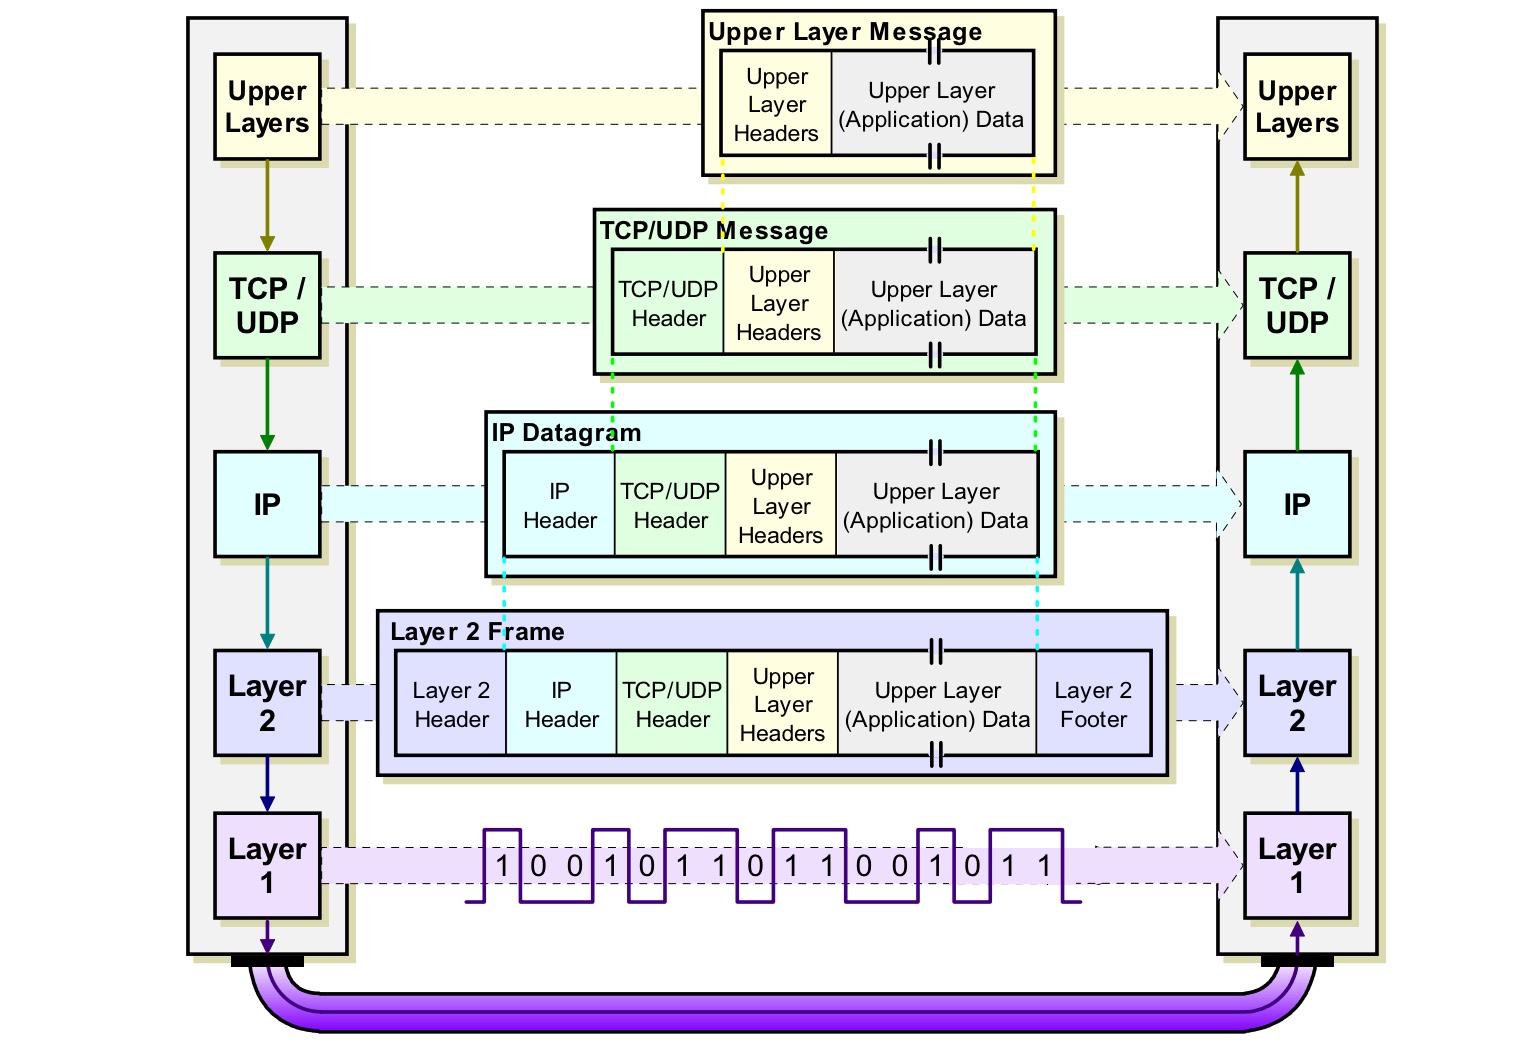 Upper Layer Message
Upper
Layers
Upper
Layer
Headers
Upper Layer
(Application) Data
Upper
Layers
TCP/UDP Message
TCP /
UDP
TCP/UDP
Header
Upper
Layer
Headers
Upper Layer
(Application) Data
TCP /
UDP
IP Datagram
IP
IP
Header
TCP/UDP
Header
Upper
Layer
Headers
Upper Layer
(Application) Data
IP
Layer 2 Frame
Layer
2
Layer 2
Header
IP
Header
TCP/UDP
Header
Upper
Layer
Headers
Upper Layer
(Application) Data
Layer 2
Footer
Layer
2
Layer
1
1 0 0 1 0 1 1 0 1 1 0 0 1 0 1 1
Layer
1